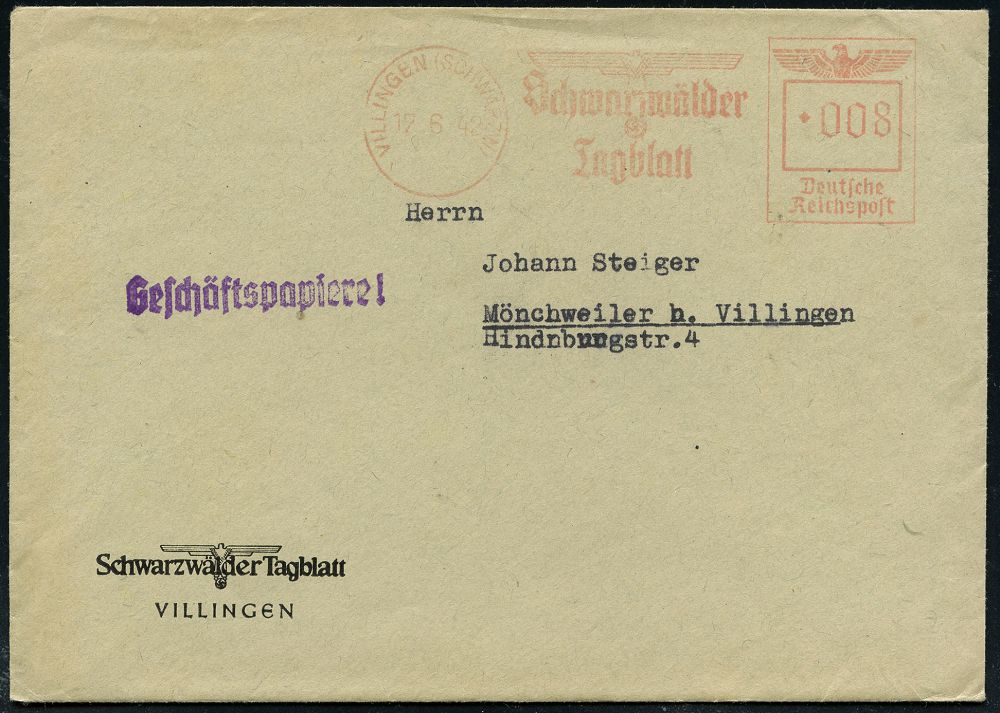 VILLINGEN (SCHWARZW)
17.6.42
Schwarzwälder
Tagblatt
008
Deutsche
Reichspost
Herrn
Johann Steiger
Geschäftspapiere!
Mönchweiler b. Villingen
Hindnbungstr.4
Schwarzwälder Tagblatt
VILLINGEN